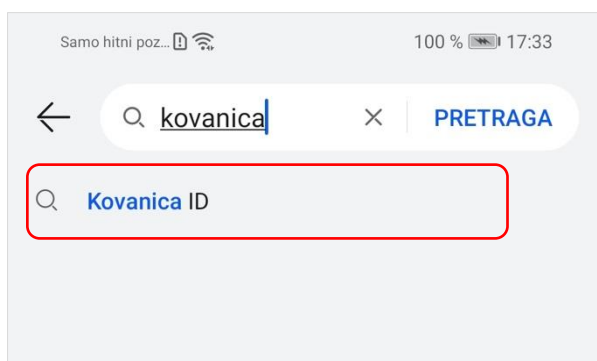 Samo hitni poz... 100 % 17:33
kovanica PRETRAGA
Kovanica ID